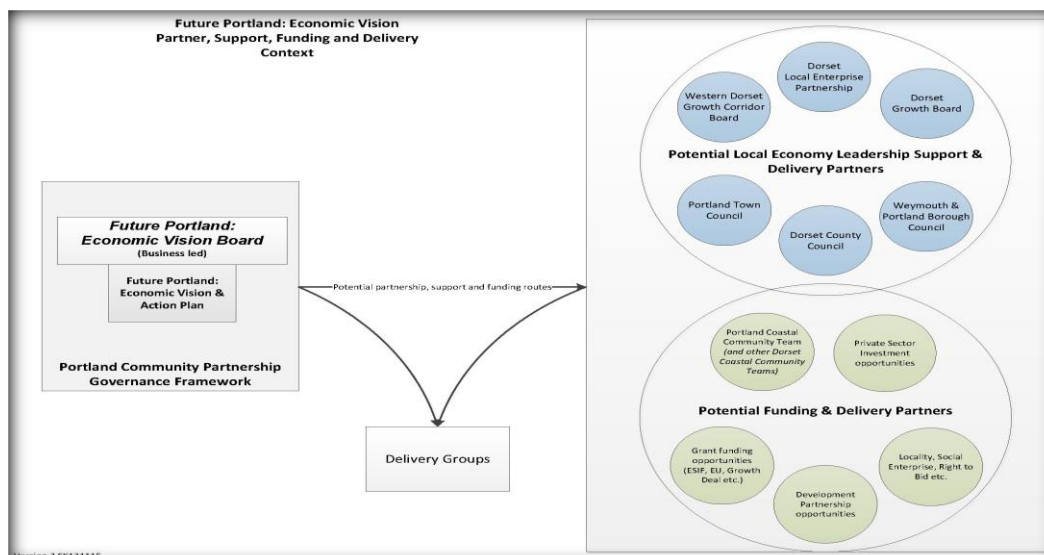 Future Portland: Economic Vision
Partner, Support, Funding and Delivery
Context
Future Portland:
Economic Vision Board
(Business led)
Future Portland:
Economic Vision &
Action Plan
Portland Community Partnership
Governance Framework
Potential partnership, support and funding routes
Delivery Groups
Dorset
Local Enterprise
Partnership
Western Dorset
Growth Corridor
Board
Dorset
Growth Board
Potential Local Economy Leadership Support &
Delivery Partners
Portland Town
Council
Dorset County
Council
Weymouth &
Portland Borough
Council
Portland Coastal
Community Team
(and other Dorset
Coastal Community
Teams)
Private Sector
Investment
opportunities
Potential Funding & Delivery Partners
Grant funding
opportunities
(ESIF, EU, Growth
Deal etc.)
Development
Partnership
opportunities
Locality, Social
Enterprise, Right to
Bid etc.